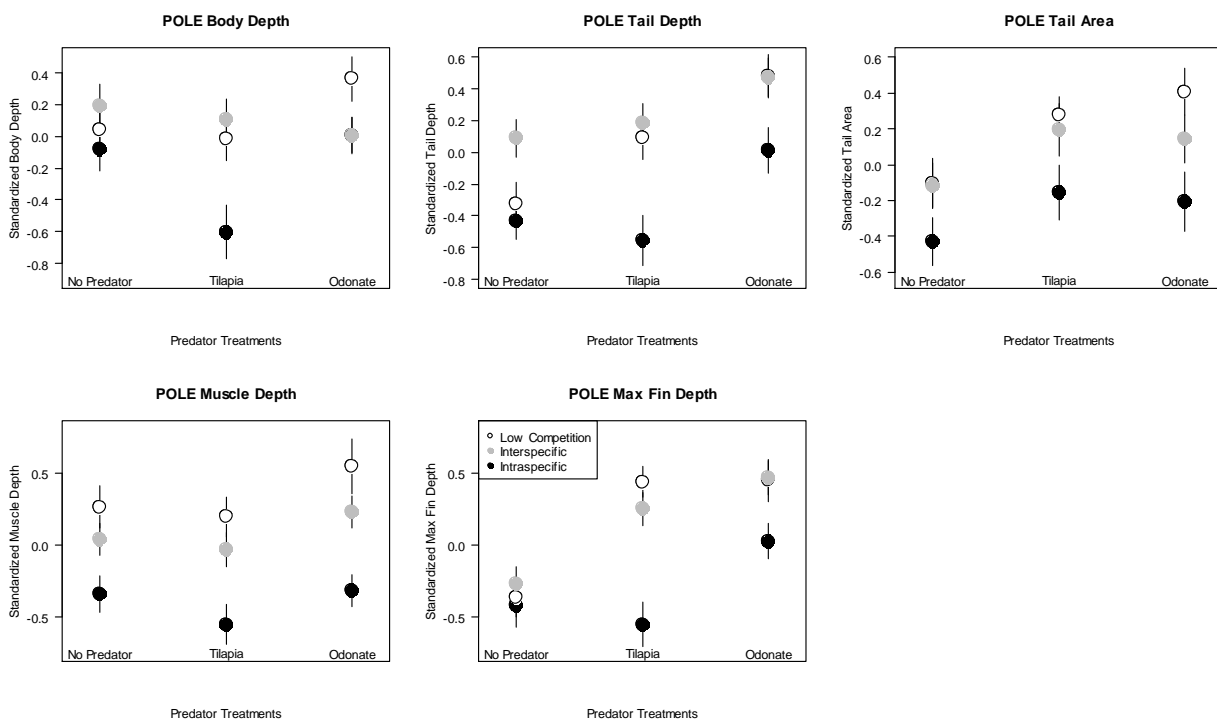 POLE Body Depth
Standardized Body Depth
0.4
0.2
0.0
-0.2
-0.4
-0.6
-0.8
No Predator
Tilapia
Odonate
Predator Treatments
POLE Tail Depth
Standardized Tail Depth
0.6
0.4
0.2
0.0
-0.2
-0.4
-0.6
-0.8
No Predator
Tilapia
Odonate
Predator Treatments
POLE Tail Area
Standardized Tail Area
0.6
0.4
0.2
0.0
-0.2
-0.4
-0.6
No Predator
Tilapia
Odonate
Predator Treatments
POLE Muscle Depth
Standardized Muscle Depth
0.5
0.0
-0.5
No Predator
Tilapia
Odonate
Predator Treatments
POLE Max Fin Depth
Standardized Max Fin Depth
Low Competition
Interspecific
Intraspecific
0.5
0.0
-0.5
No Predator
Tilapia
Odonate
Predator Treatments